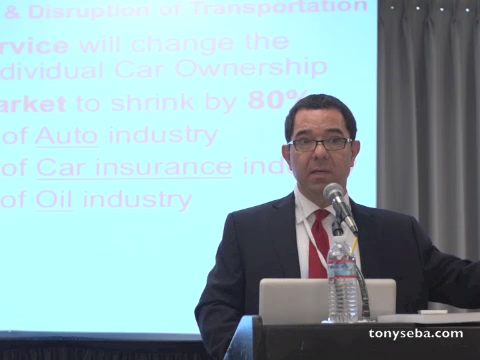 & Disruption of Transportation
ervice will change the
dividual Car Ownership
arket to shrink by 80%
of Auto industry
of Car insurance ind
of Oil industry
tonyseba.com